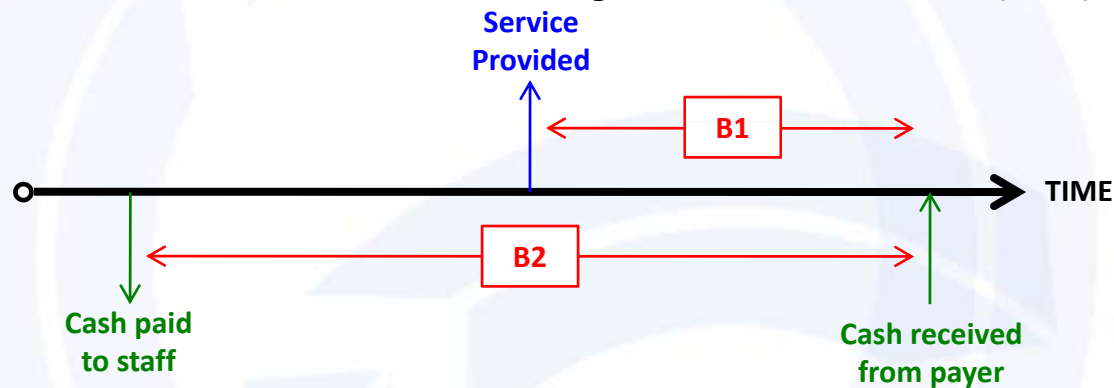 Service
Provided
B1
TIME
B2
Cash paid
to staff
Cash received
from payer